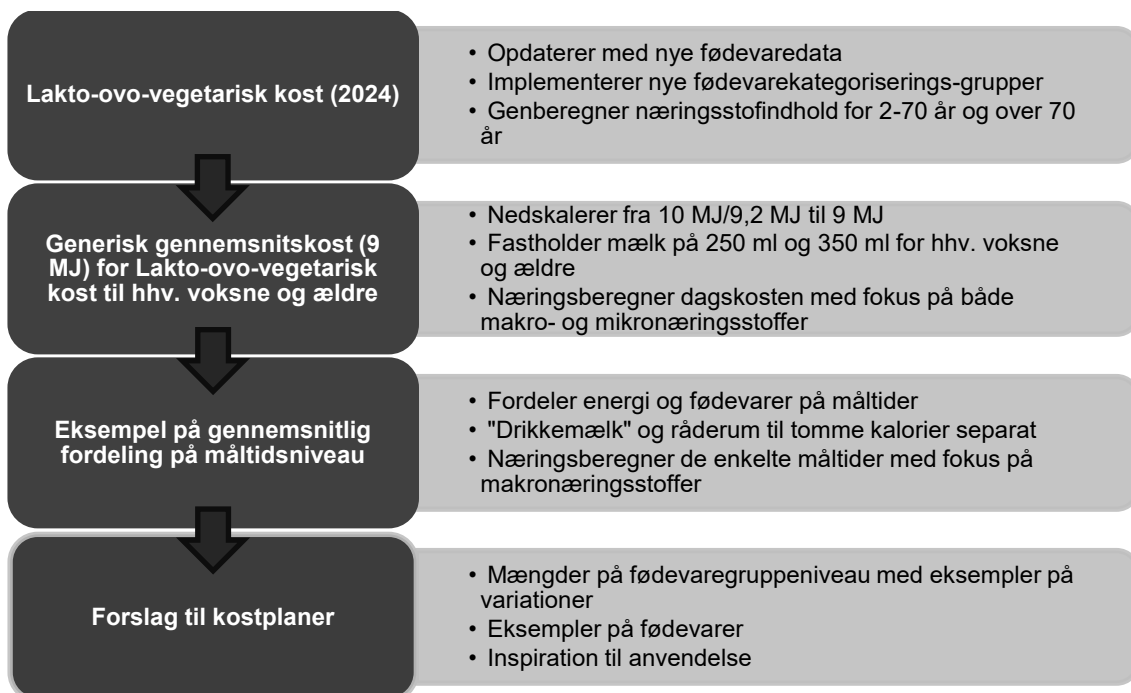 Lakto-ovo-vegetarisk kost (2024)
• Opdaterer med nye fødevaredata
• Implementerer nye fødevarekategoriserings-grupper
• Genberegner næringsstofindhold for 2-70 år og over 70
år
Generisk gennemsnitskost (9
MJ) for Lakto-ovo-vegetarisk
kost til hhv. voksne og ældre
• Nedskalerer fra 10 MJ/9,2 MJ til 9 MJ
• Fastholder mælk på 250 ml og 350 ml for hhv. voksne
og ældre
• Næringsberegner dagskosten med fokus på både
makro- og mikronæringsstoffer
Eksempel på gennemsnitlig
fordeling på måltidsniveau
• Fordeler energi og fødevarer på måltider
• "Drikkemælk" og råderum til tomme kalorier separat
• Næringsberegner de enkelte måltider med fokus på
makronæringsstoffer
Forslag til kostplaner
• Mængder på fødevaregruppeniveau med eksempler på
variationer
• Eksempler på fødevarer
• Inspiration til anvendelse